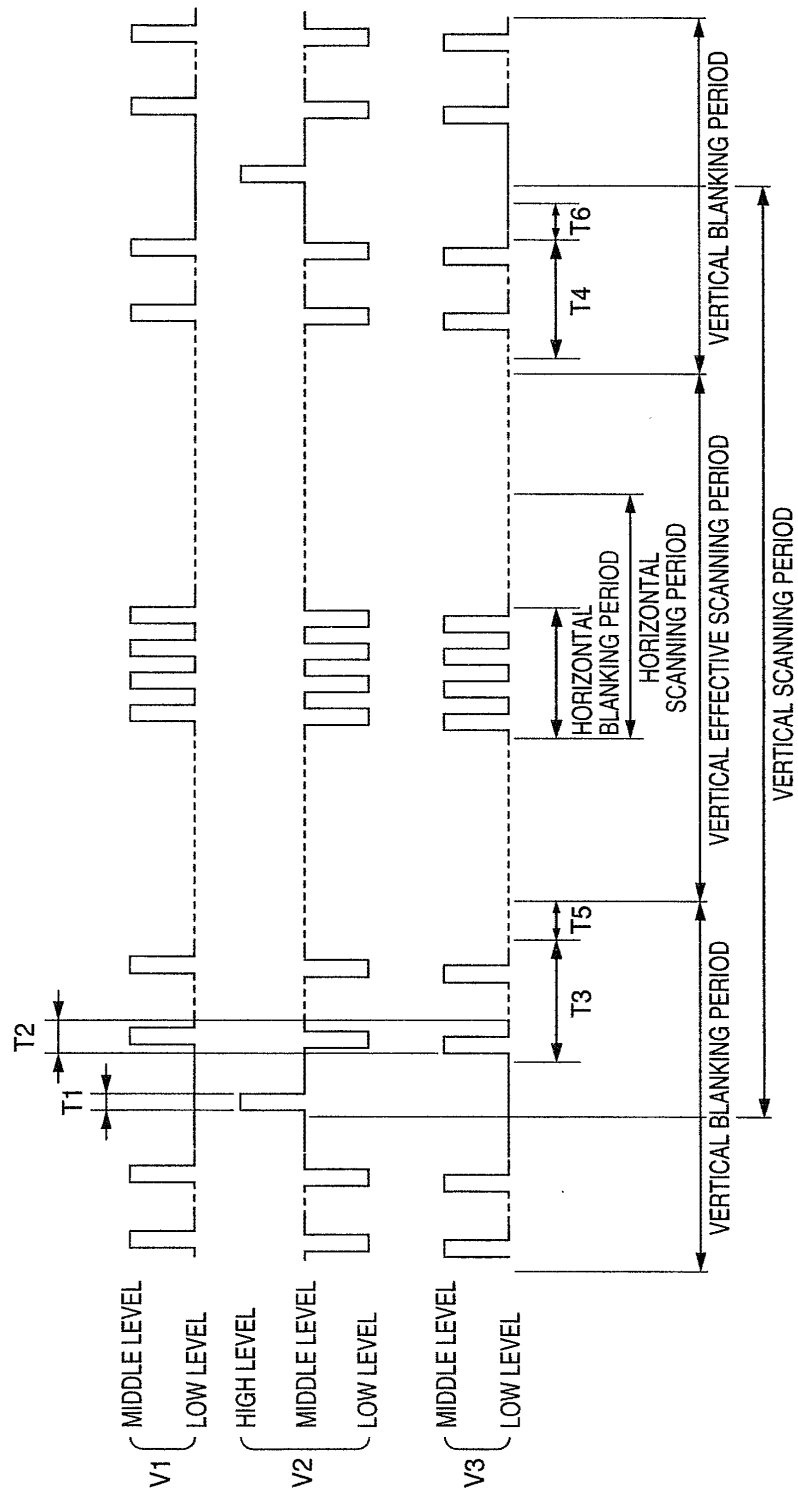 T2
T1
V1
MIDDLE LEVEL
LOW LEVEL
V2
HIGH LEVEL
MIDDLE LEVEL
LOW LEVEL
V3
MIDDLE LEVEL
LOW LEVEL
T3
T5
HORIZONTAL
BLANKING PERIOD
HORIZONTAL
SCANNING PERIOD
T4
T6
VERTICAL BLANKING PERIOD
VERTICAL EFFECTIVE SCANNING PERIOD
VERTICAL BLANKING PERIOD
VERTICAL SCANNING PERIOD